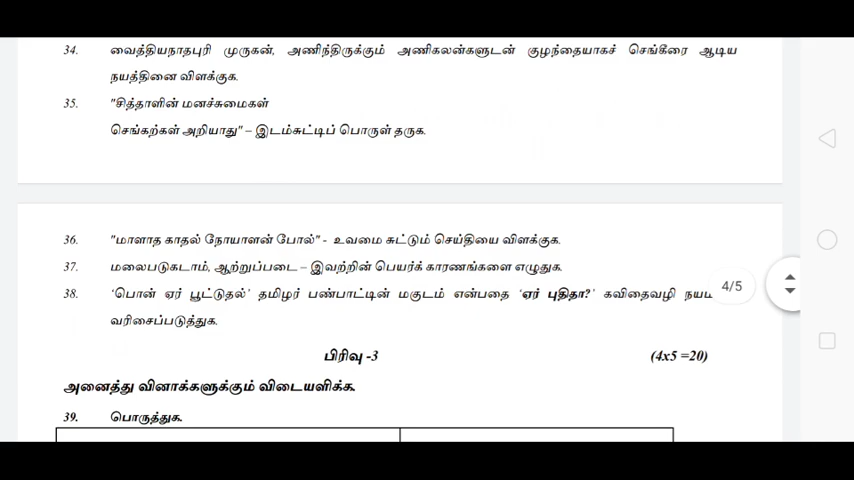 34. வைத்தியநாதபுரி முருகன், அணிந்திருக்கும் அணிகலன்களுடன் குழந்தையாகச் செங்கீரை ஆடிய
நயத்தினை விளக்குக.
35. "சித்தாளின் மனச்சுமைகள்
செங்கற்கள் அறியாது" – இடம்சுட்டிப் பொருள் தருக.
36. "மாளாத காதல் நோயாளன் போல்" - உவமை சுட்டும் செய்தியை விளக்குக.
37. மலைபடுகடாம், ஆற்றுப்படை – இவற்றின் பெயர்க் காரணங்களை எழுதுக.
38. ‘பொன் ஏர் பூட்டுதல்’ தமிழர் பண்பாட்டின் மகுடம் என்பதை ‘ஏர் புதிதா?’ கவிதைவழி
வரிசைப்படுத்துக.
4/5
பிரிவு -3 (4x5 =20)
அனைத்து வினாக்களுக்கும் விடையளிக்க.
39. பொருத்துக.